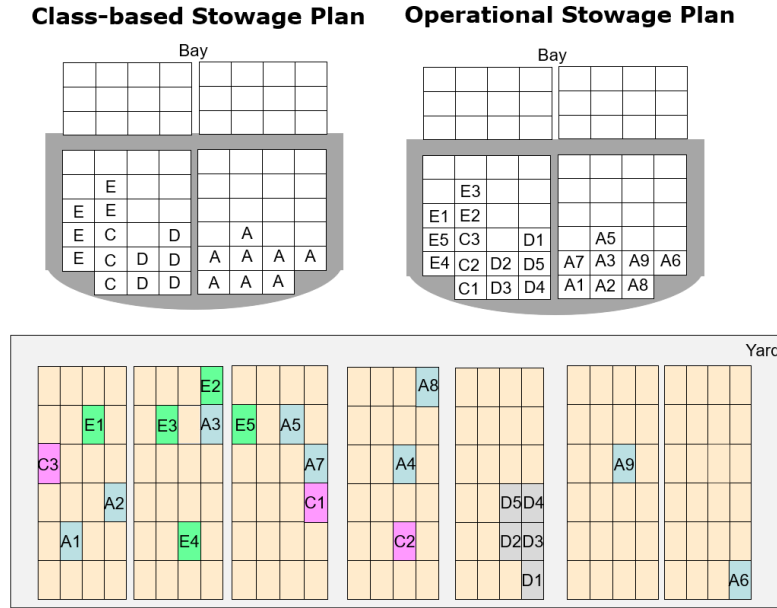 Class-based Stowage Plan
Operational Stowage Plan
Bay
E
E E
E C D A
E C D D A A A A
C D D A A A
Bay
E3
E1 E2
E5 C3 D1 A5
E4 C2 D2 D5 A7 A3 A9 A6
C1 D3 D4 A1 A2 A8
Yard
E2 A8
E1 E3 A3 E5 A5
C3 A7 A4 A9
A2 C1 D5 D4
A1 E4 C2 D2 D3
D1 A6